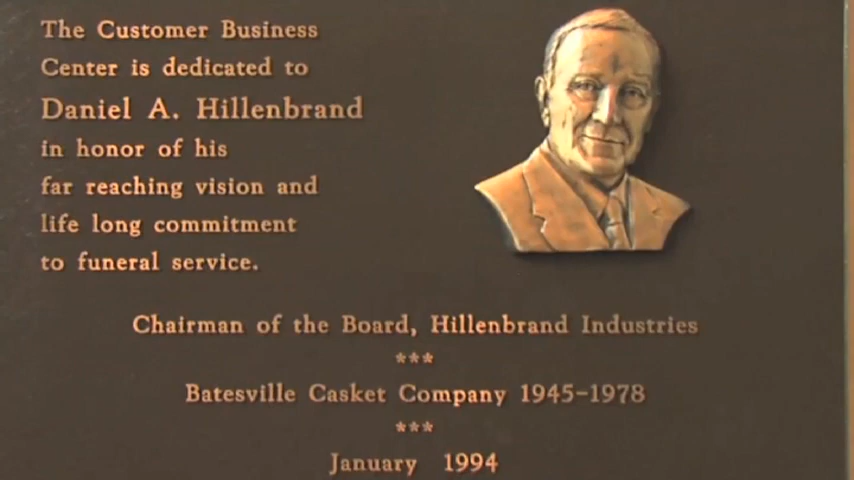 The Customer Business
Center is dedicated to
Daniel A. Hillenbrand
in honor of his
far reaching vision and
life long commitment
to funeral service.
Chairman of the Board, Hillenbrand Industries
***
Batesville Casket Company 1945-1978
***
January 1994